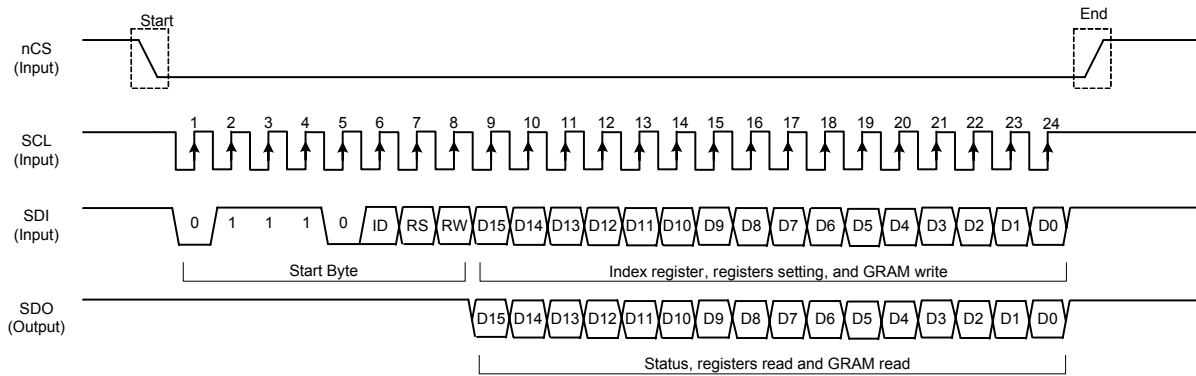 Start
End
nCS
(Input)
1 2 3 4 5 6 7 8 9 10 11 12 13 14 15 16 17 18 19 20 21 22 23 24
SCL
(Input)
SDI
(Input)
0 1 1 1 0 ID RS RW D15 D14 D13 D12 D11 D10 D9 D8 D7 D6 D5 D4 D3 D2 D1 D0
Start Byte
Index register, registers setting, and GRAM write
SDO
(Output)
D15 D14 D13 D12 D11 D10 D9 D8 D7 D6 D5 D4 D3 D2 D1 D0
Status, registers read and GRAM read